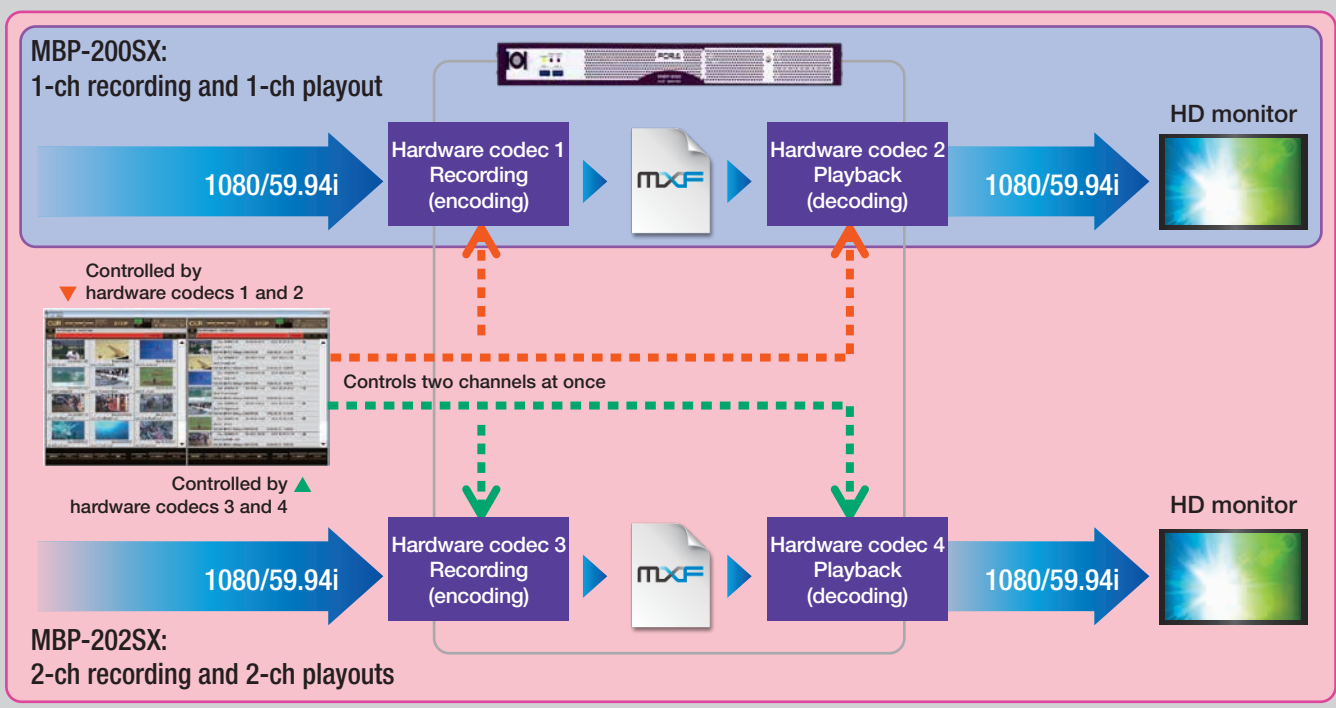 MBP-200SX:
1-ch recording and 1-ch playout
FOR.A
1080/59.94i
Hardware codec 1
Recording
(encoding)
MXF
Hardware codec 2
Playback
(decoding)
1080/59.94i
HD monitor
Controlled by
hardware codecs 1 and 2
Controls two channels at once
Controlled by
hardware codecs 3 and 4
1080/59.94i
Hardware codec 3
Recording
(encoding)
MXF
Hardware codec 4
Playback
(decoding)
1080/59.94i
HD monitor
MBP-202SX:
2-ch recording and 2-ch playouts